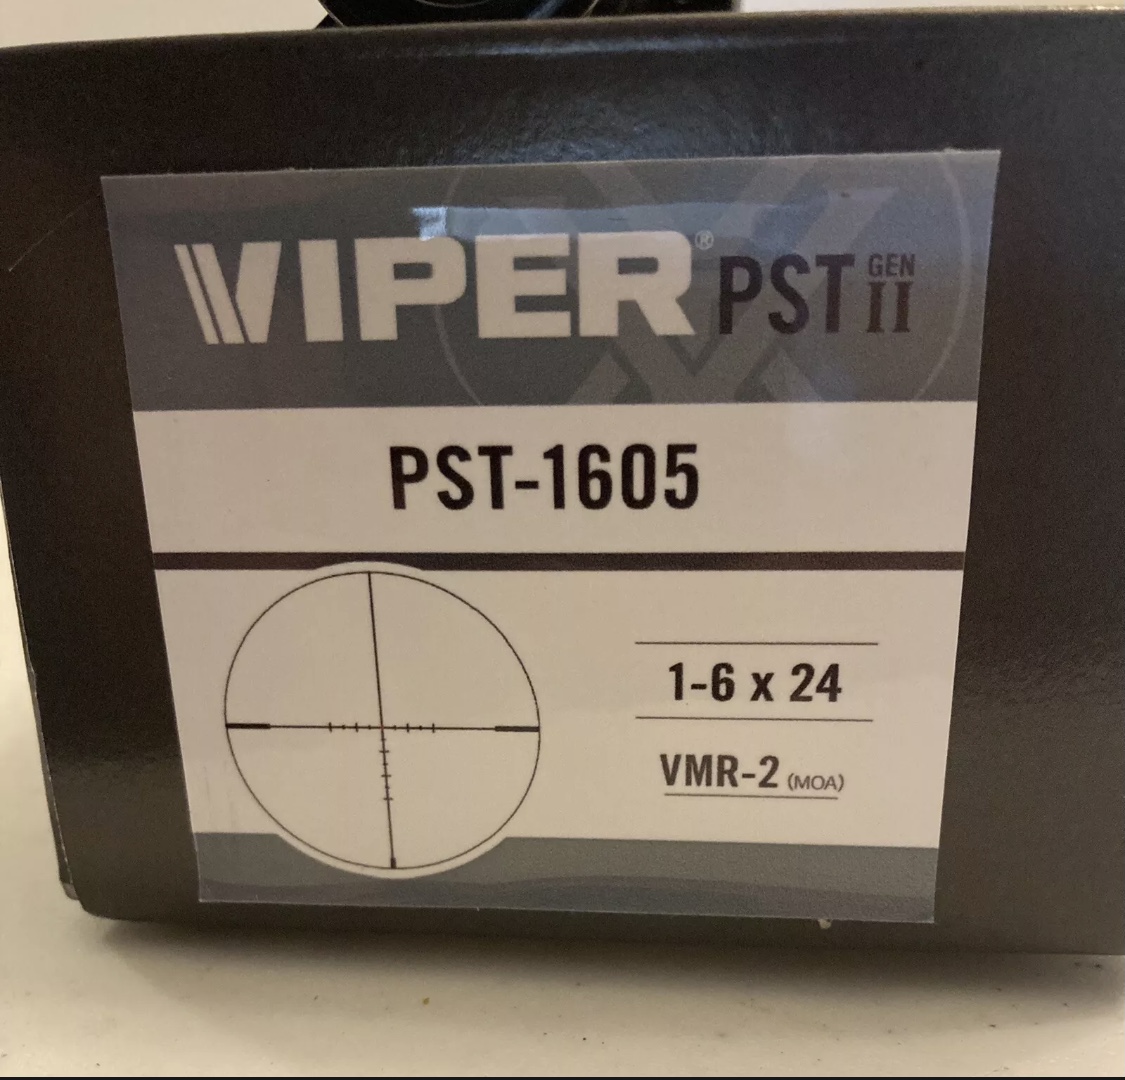 VIPER® PST GEN II
PST-1605
1-6 x 24
VMR-2 (MOA)